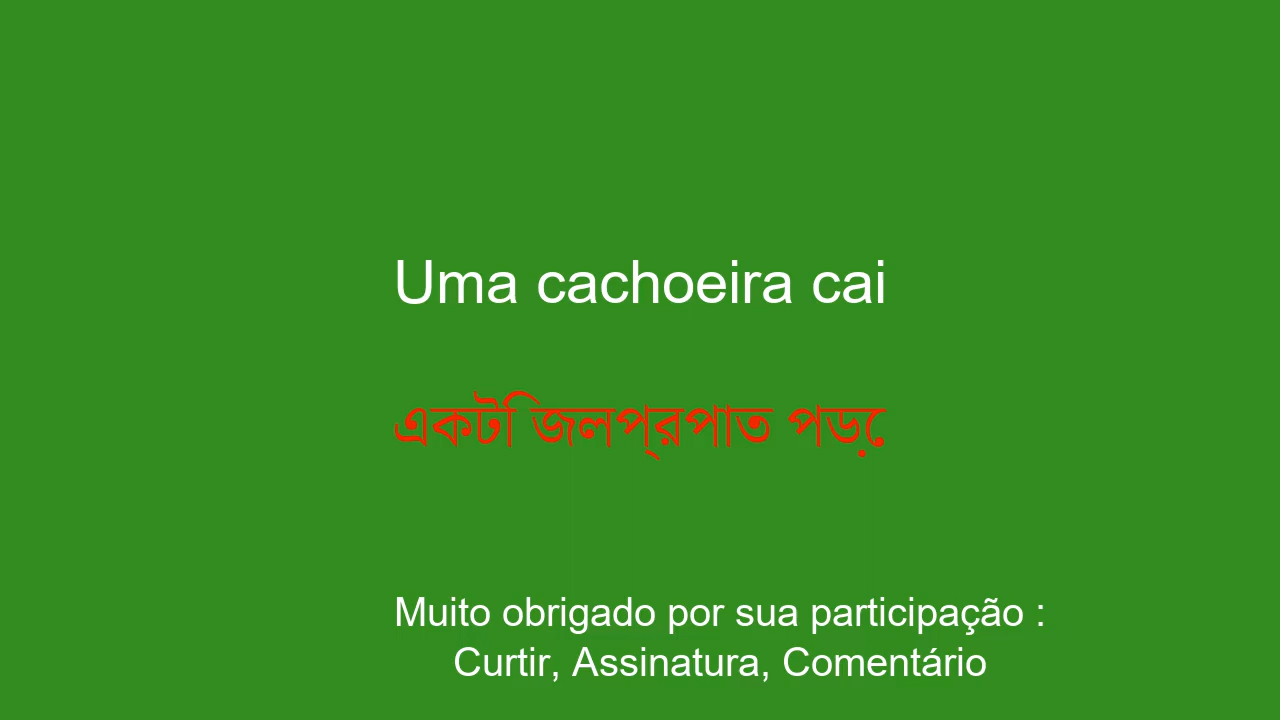 Uma cachoeira cai
একটি জলপ্রপাত পড়ে
Muito obrigado por sua participação :
Curtir, Assinatura, Comentário